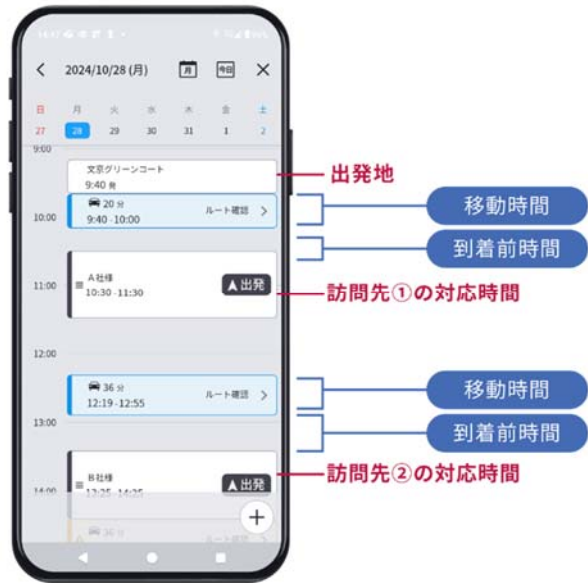 2024/10/28 (月)
月
今日
日 月 火 水 木 金 土
27 28 29 30 31 1 2
9:00
文京グリーンコート
9:40 発
出発地
20 分
9:40 - 10:00
ルート確認
移動時間
10:00
到着前時間
A社様
11:00
10:30 - 11:30
出発
訪問先①の対応時間
12:00
36 分
12:19 - 12:55
ルート確認
移動時間
13:00
到着前時間
B社様
14:00
出発
訪問先②の対応時間
36 分